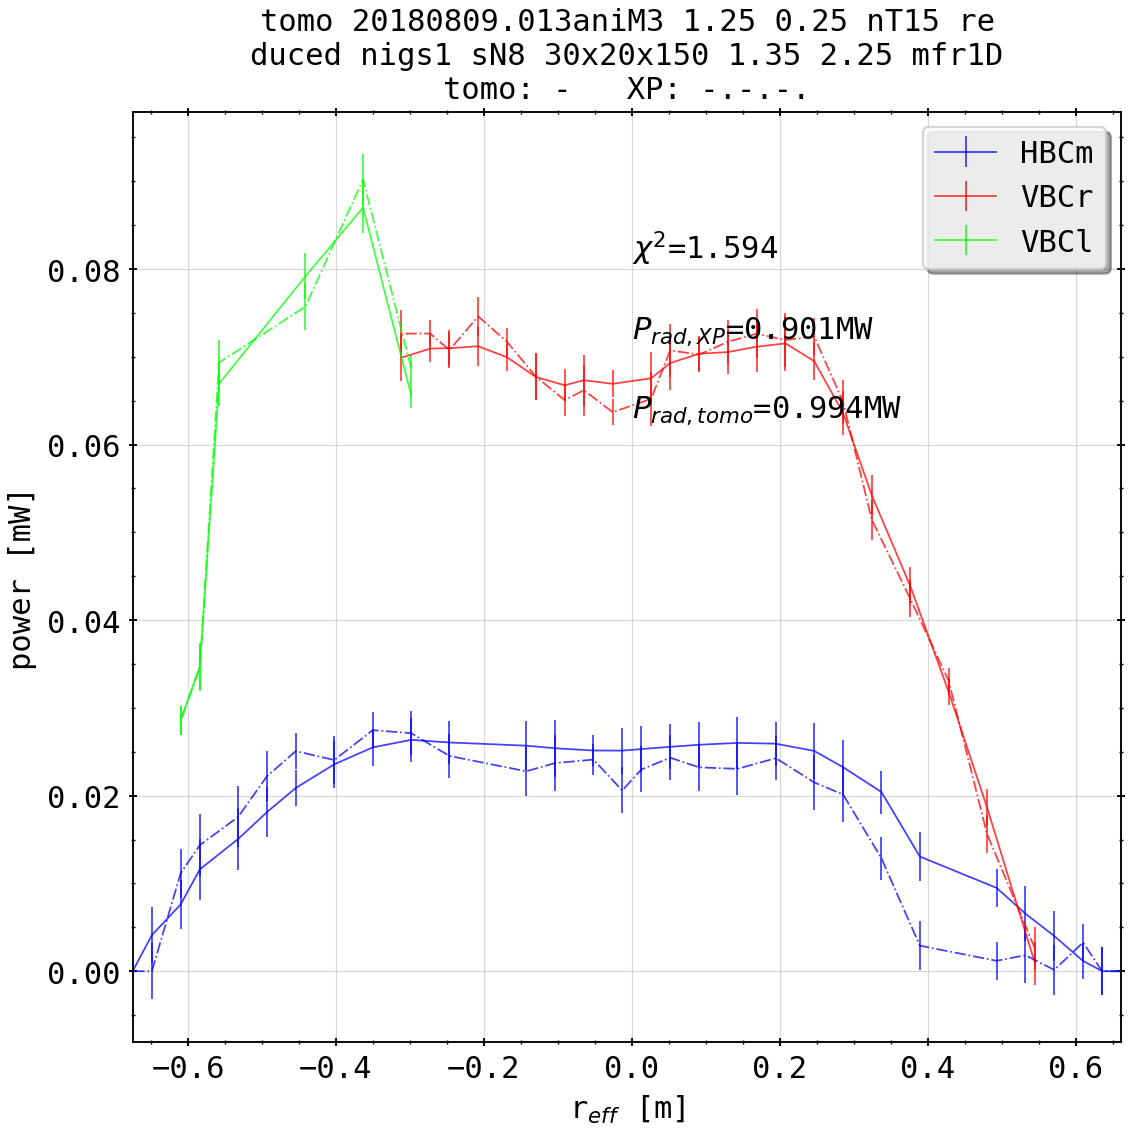 tomo 20180809.013aniM3 1.25 0.25 nT15 re
duced nigs1 sN8 30x20x150 1.35 2.25 mfr1D
tomo: -   XP: -.-.-.
HBCm
VBCr
VBCl
χ²=1.594
P_rad,XP=0.901MW
P_rad,tomo=0.994MW
power [mW]
0.08
0.06
0.04
0.02
0.00
−0.6 −0.4 −0.2 0.0 0.2 0.4 0.6
r_eff [m]